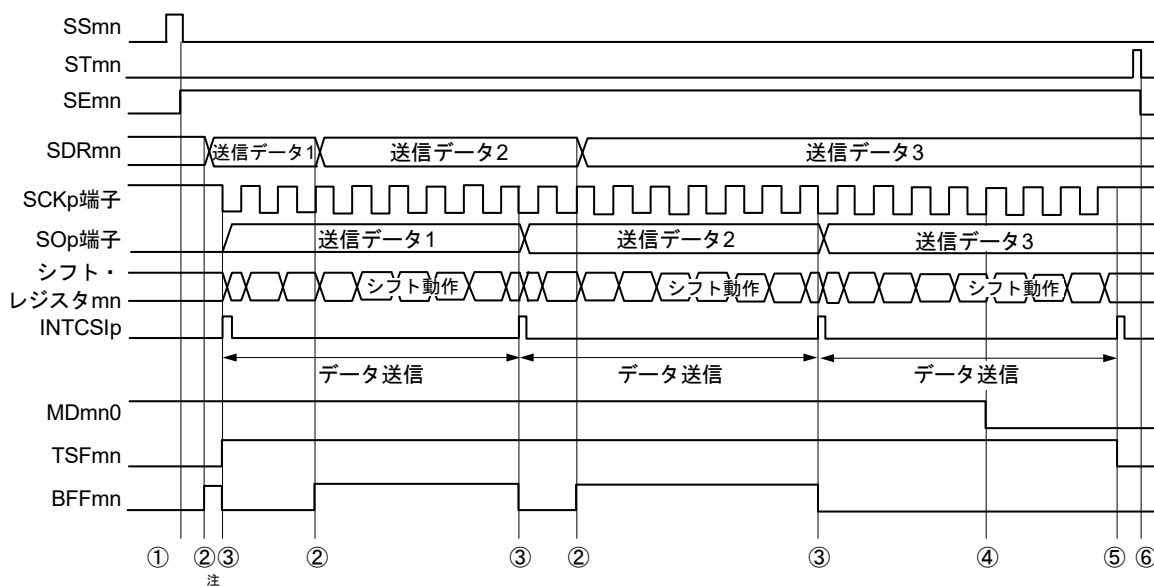 SSmn
STmn
SEmn
SDRmn 送信データ1 送信データ2 送信データ3
SCKp端子
SOp端子 送信データ1 送信データ2 送信データ3
シフト・
レジスタmn シフト動作 シフト動作 シフト動作
INTCSIp
データ送信 データ送信 データ送信
MDmn0
TSFmn
BFFmn
① ② ③ ② ③ ② ③ ④ ⑤ ⑥
注